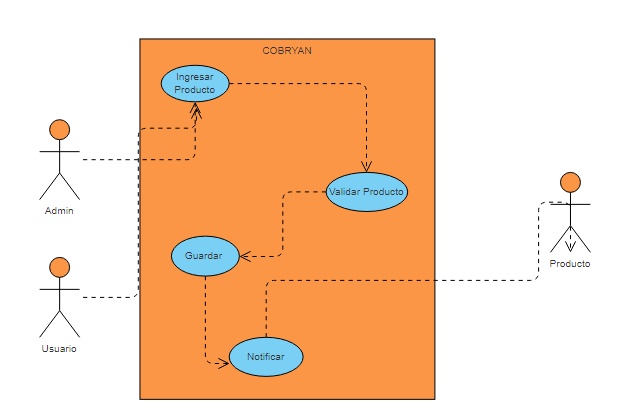 COBRYAN
Ingresar
Producto
Validar Producto
Admin
Guardar
Producto
Usuario
Notificar